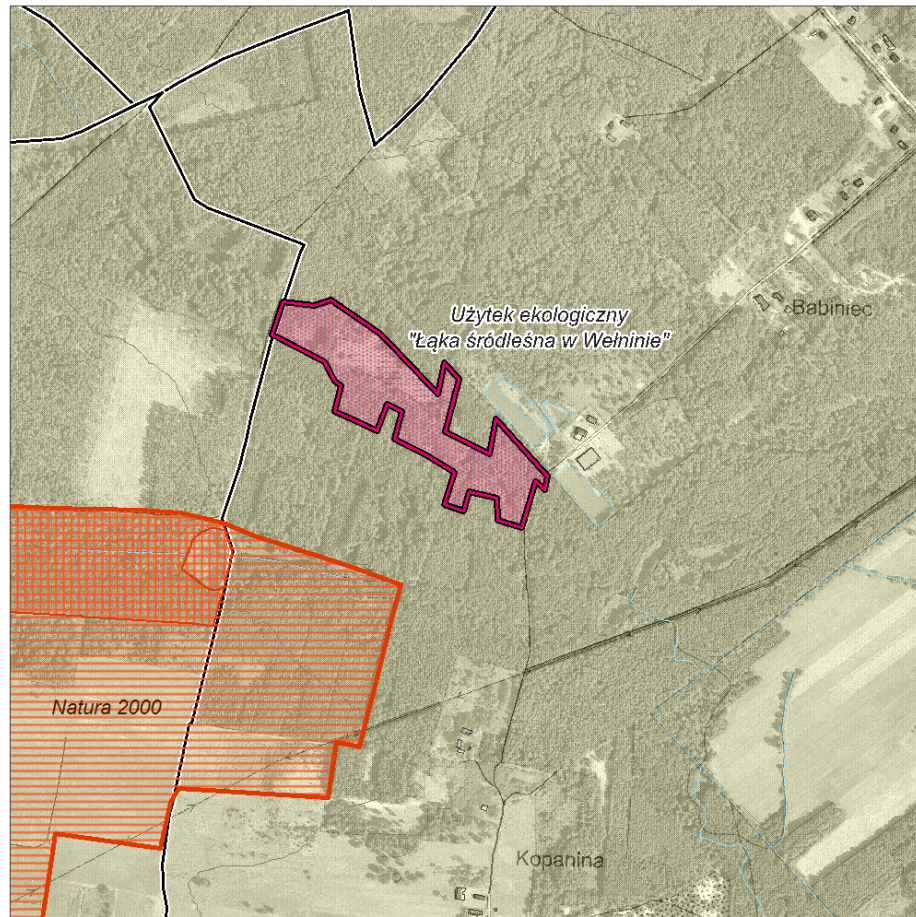 Użytek ekologiczny
"Łąka śródleśna w Wełninie"
Babiniec
Natura 2000
Kopanina